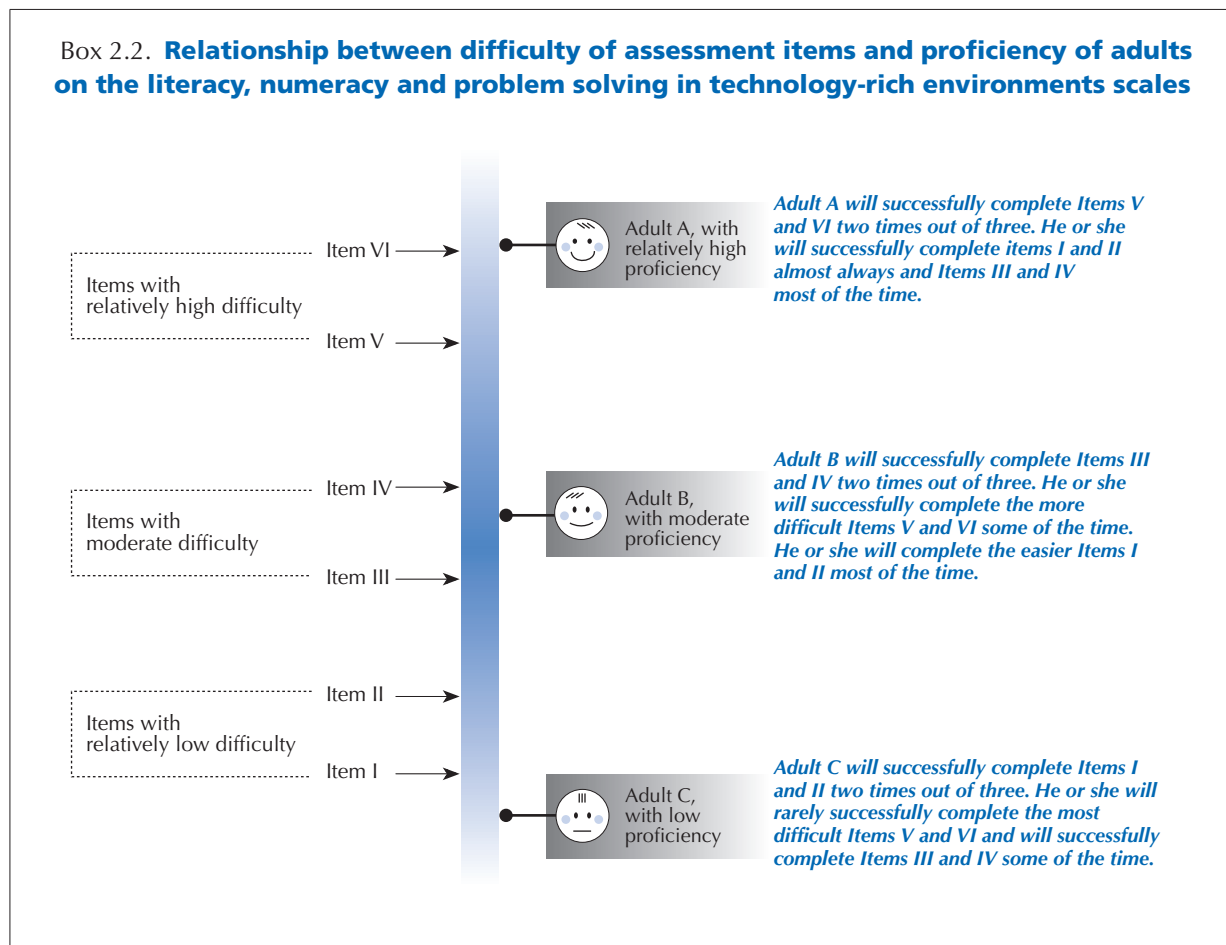 Box 2.2. Relationship between difficulty of assessment items and proficiency of adults
on the literacy, numeracy and problem solving in technology-rich environments scales
Adult A, with
relatively high
proficiency
Adult A will successfully complete Items V
and VI two times out of three. He or she
will successfully complete items I and II
almost always and Items III and IV
most of the time.
Item VI
Items with
relatively high difficulty
Item V
Adult B,
with moderate
proficiency
Adult B will successfully complete Items III
and IV two times out of three. He or she
will successfully complete the more
difficult Items V and VI some of the time.
He or she will complete the easier Items I
and II most of the time.
Item IV
Items with
moderate difficulty
Item III
Item II
Items with
relatively low difficulty
Item I
Adult C,
with low
proficiency
Adult C will successfully complete Items I
and II two times out of three. He or she will
rarely successfully complete the most
difficult Items V and VI and will successfully
complete Items III and IV some of the time.